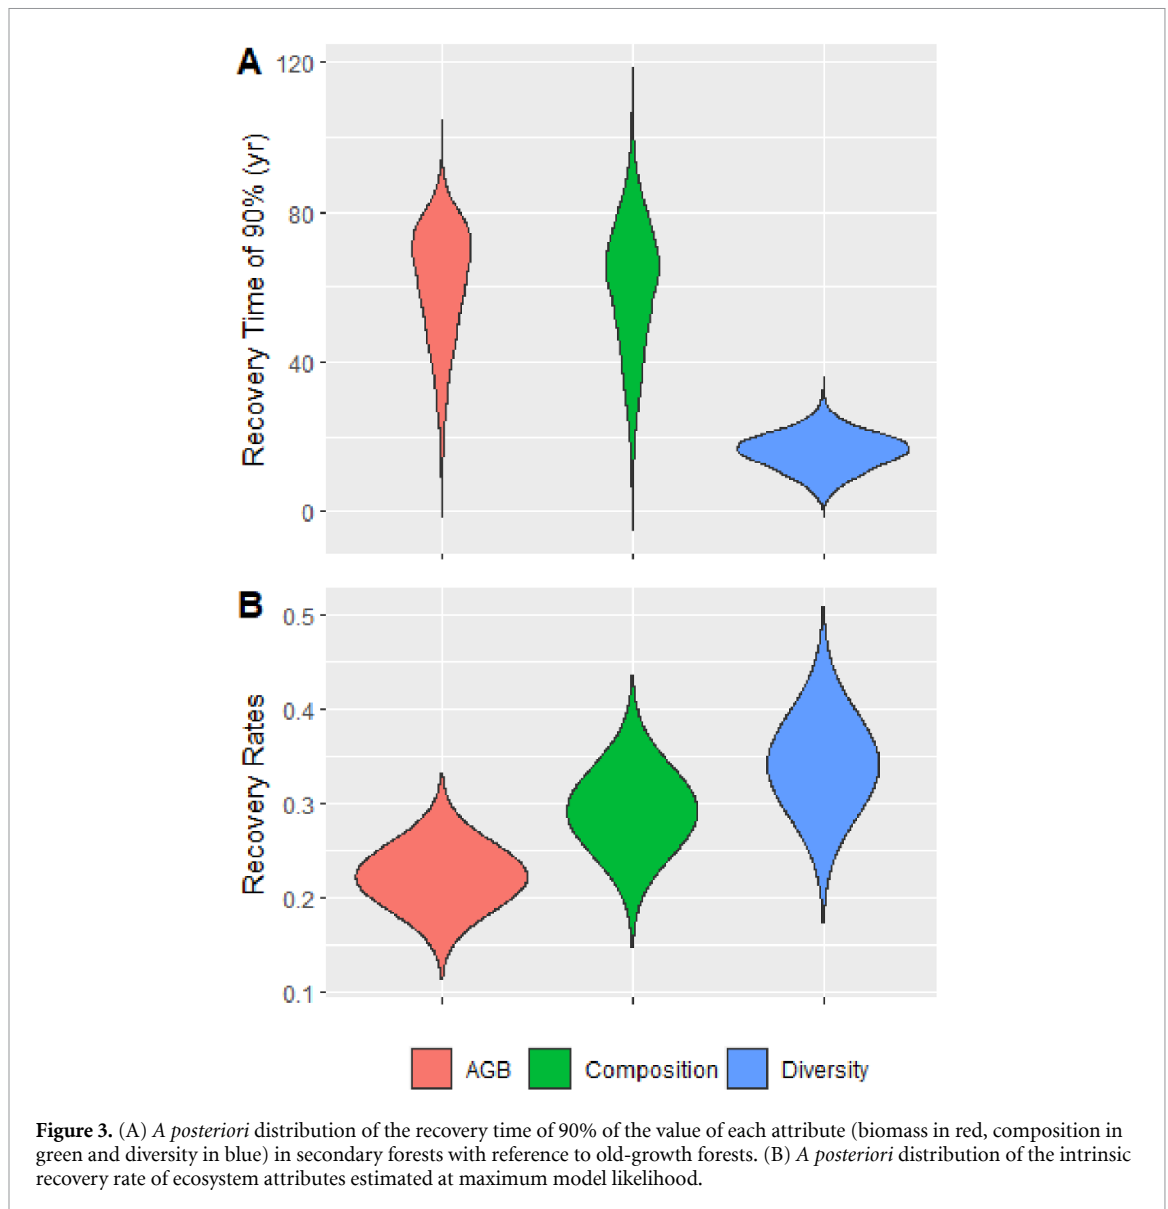 A
120
80
40
0
Recovery Time of 90% (yr)
B
0.5
0.4
0.3
0.2
0.1
Recovery Rates
AGB Composition Diversity
Figure 3. (A) A posteriori distribution of the recovery time of 90% of the value of each attribute (biomass in red, composition in
green and diversity in blue) in secondary forests with reference to old-growth forests. (B) A posteriori distribution of the intrinsic
recovery rate of ecosystem attributes estimated at maximum model likelihood.